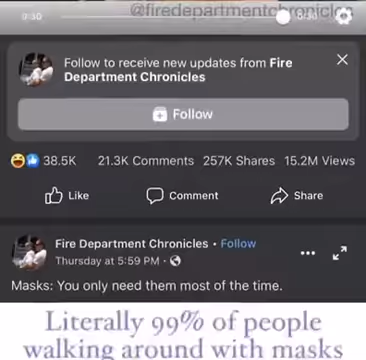 0:30
@firedepartmentchronicles
Follow to receive new updates from Fire
Department Chronicles
Follow
38.5K 21.3K Comments 257K Shares 15.2M Views
Like Comment Share
Fire Department Chronicles • Follow
Thursday at 5:59 PM •
Masks: You only need them most of the time.
Literally 99% of people
walking around with masks